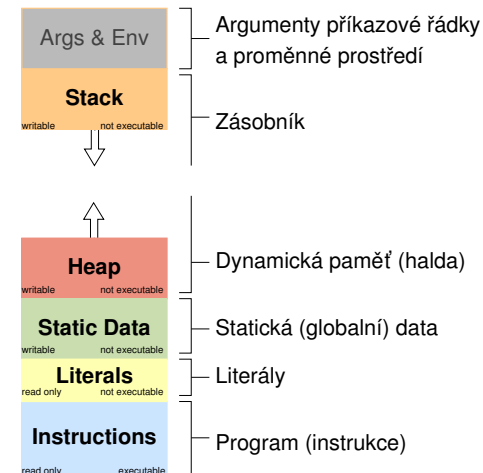 Args & Env
Argumenty příkazové řádky
a proměnné prostředí
Stack
writable not executable
Zásobník
Heap
writable not executable
Dynamická paměť (halda)
Static Data
writable not executable
Statická (globalní) data
Literals
read only not executable
Literály
Instructions
read only executable
Program (instrukce)